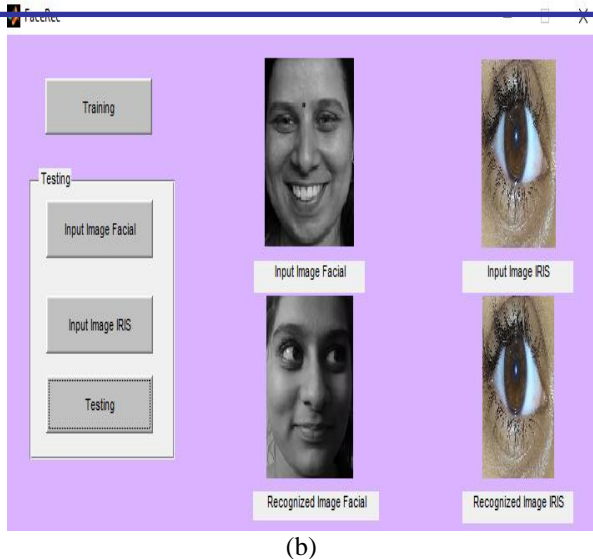 FaceRec
Training
Testing
Input Image Facial
Input Image IRIS
Testing
Input Image Facial
Input Image IRIS
Recognized Image Facial
Recognized Image IRIS
(b)